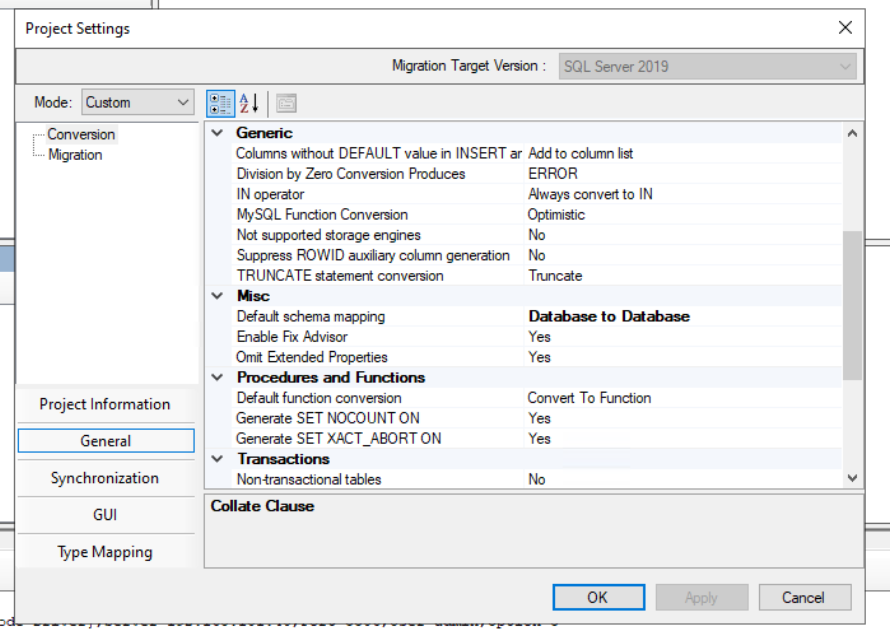 Project Settings
Migration Target Version : SQL Server 2019
Mode: Custom
Conversion
Migration
Generic
Columns without DEFAULT value in INSERT ar Add to column list
Division by Zero Conversion Produces ERROR
IN operator Always convert to IN
MySQL Function Conversion Optimistic
Not supported storage engines No
Suppress ROWID auxiliary column generation No
TRUNCATE statement conversion Truncate
Misc
Default schema mapping Database to Database
Enable Fix Advisor Yes
Omit Extended Properties Yes
Procedures and Functions
Default function conversion Convert To Function
Generate SET NOCOUNT ON Yes
Generate SET XACT_ABORT ON Yes
Transactions
Non-transactional tables No
Project Information
General
Synchronization
GUI
Type Mapping
Collate Clause
OK Apply Cancel